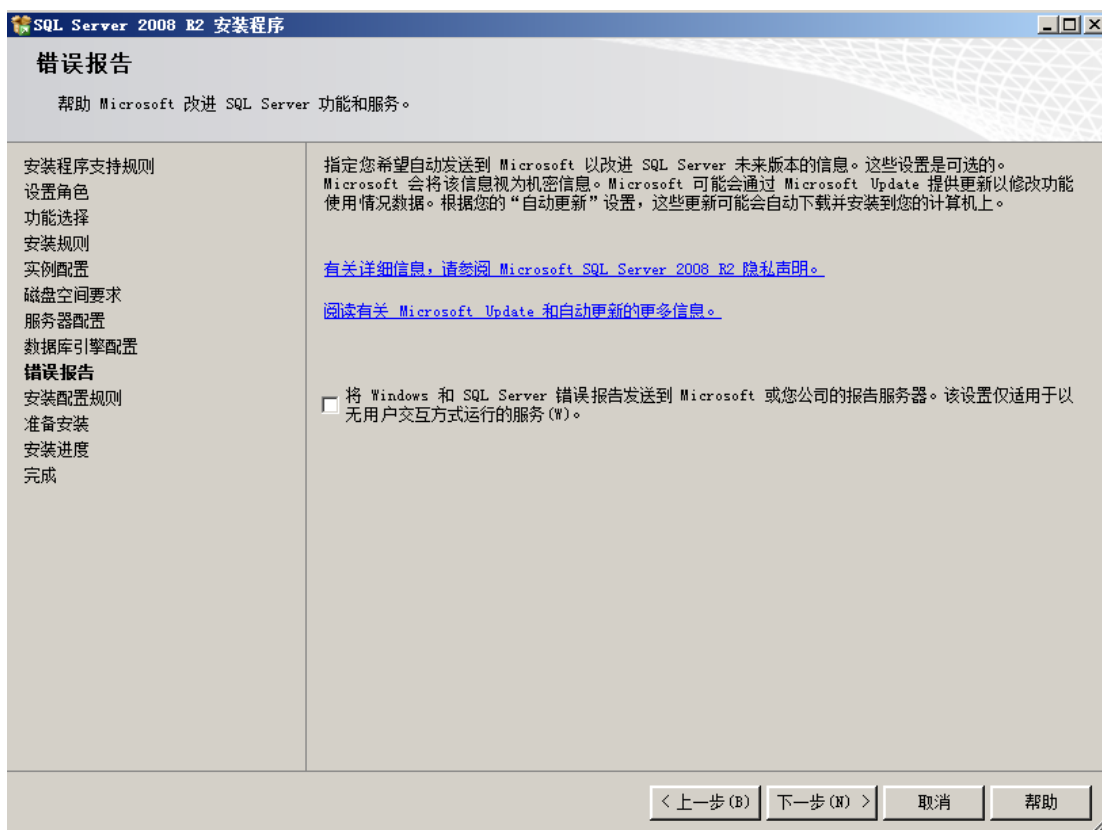 SQL Server 2008 R2 安装程序
错误报告
帮助 Microsoft 改进 SQL Server 功能和服务。
安装程序支持规则
设置角色
功能选择
安装规则
实例配置
磁盘空间要求
服务器配置
数据库引擎配置
错误报告
安装配置规则
准备安装
安装进度
完成
指定您希望自动发送到 Microsoft 以改进 SQL Server 未来版本的信息。这些设置是可选的。
Microsoft 会将该信息视为机密信息。Microsoft 可能会通过 Microsoft Update 提供更新以修改功能
使用情况数据。根据您的“自动更新”设置，这些更新可能会自动下载并安装到您的计算机上。
有关详细信息，请参阅 Microsoft SQL Server 2008 R2 隐私声明。
阅读有关 Microsoft Update 和自动更新的更多信息。
将 Windows 和 SQL Server 错误报告发送到 Microsoft 或您公司的报告服务器。该设置仅适用于以
无用户交互方式运行的服务(W)。
< 上一步(B) 下一步(N) > 取消 帮助